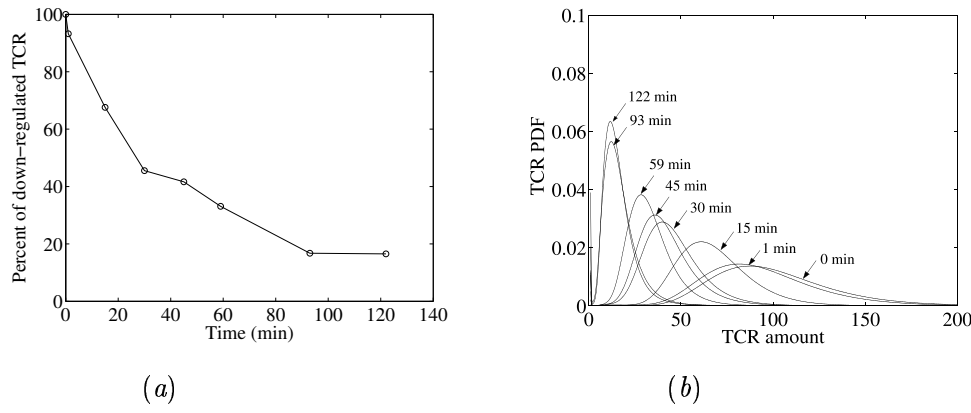 100
80
60
40
20
0
Percent of down-regulated TCR
0 20 40 60 80 100 120 140
Time (min)
(a)
0.1
0.08
0.06
0.04
0.02
0
TCR PDF
122 min
93 min
59 min
45 min
30 min
15 min
1 min
0 min
0 50 100 150 200
TCR amount
(b)